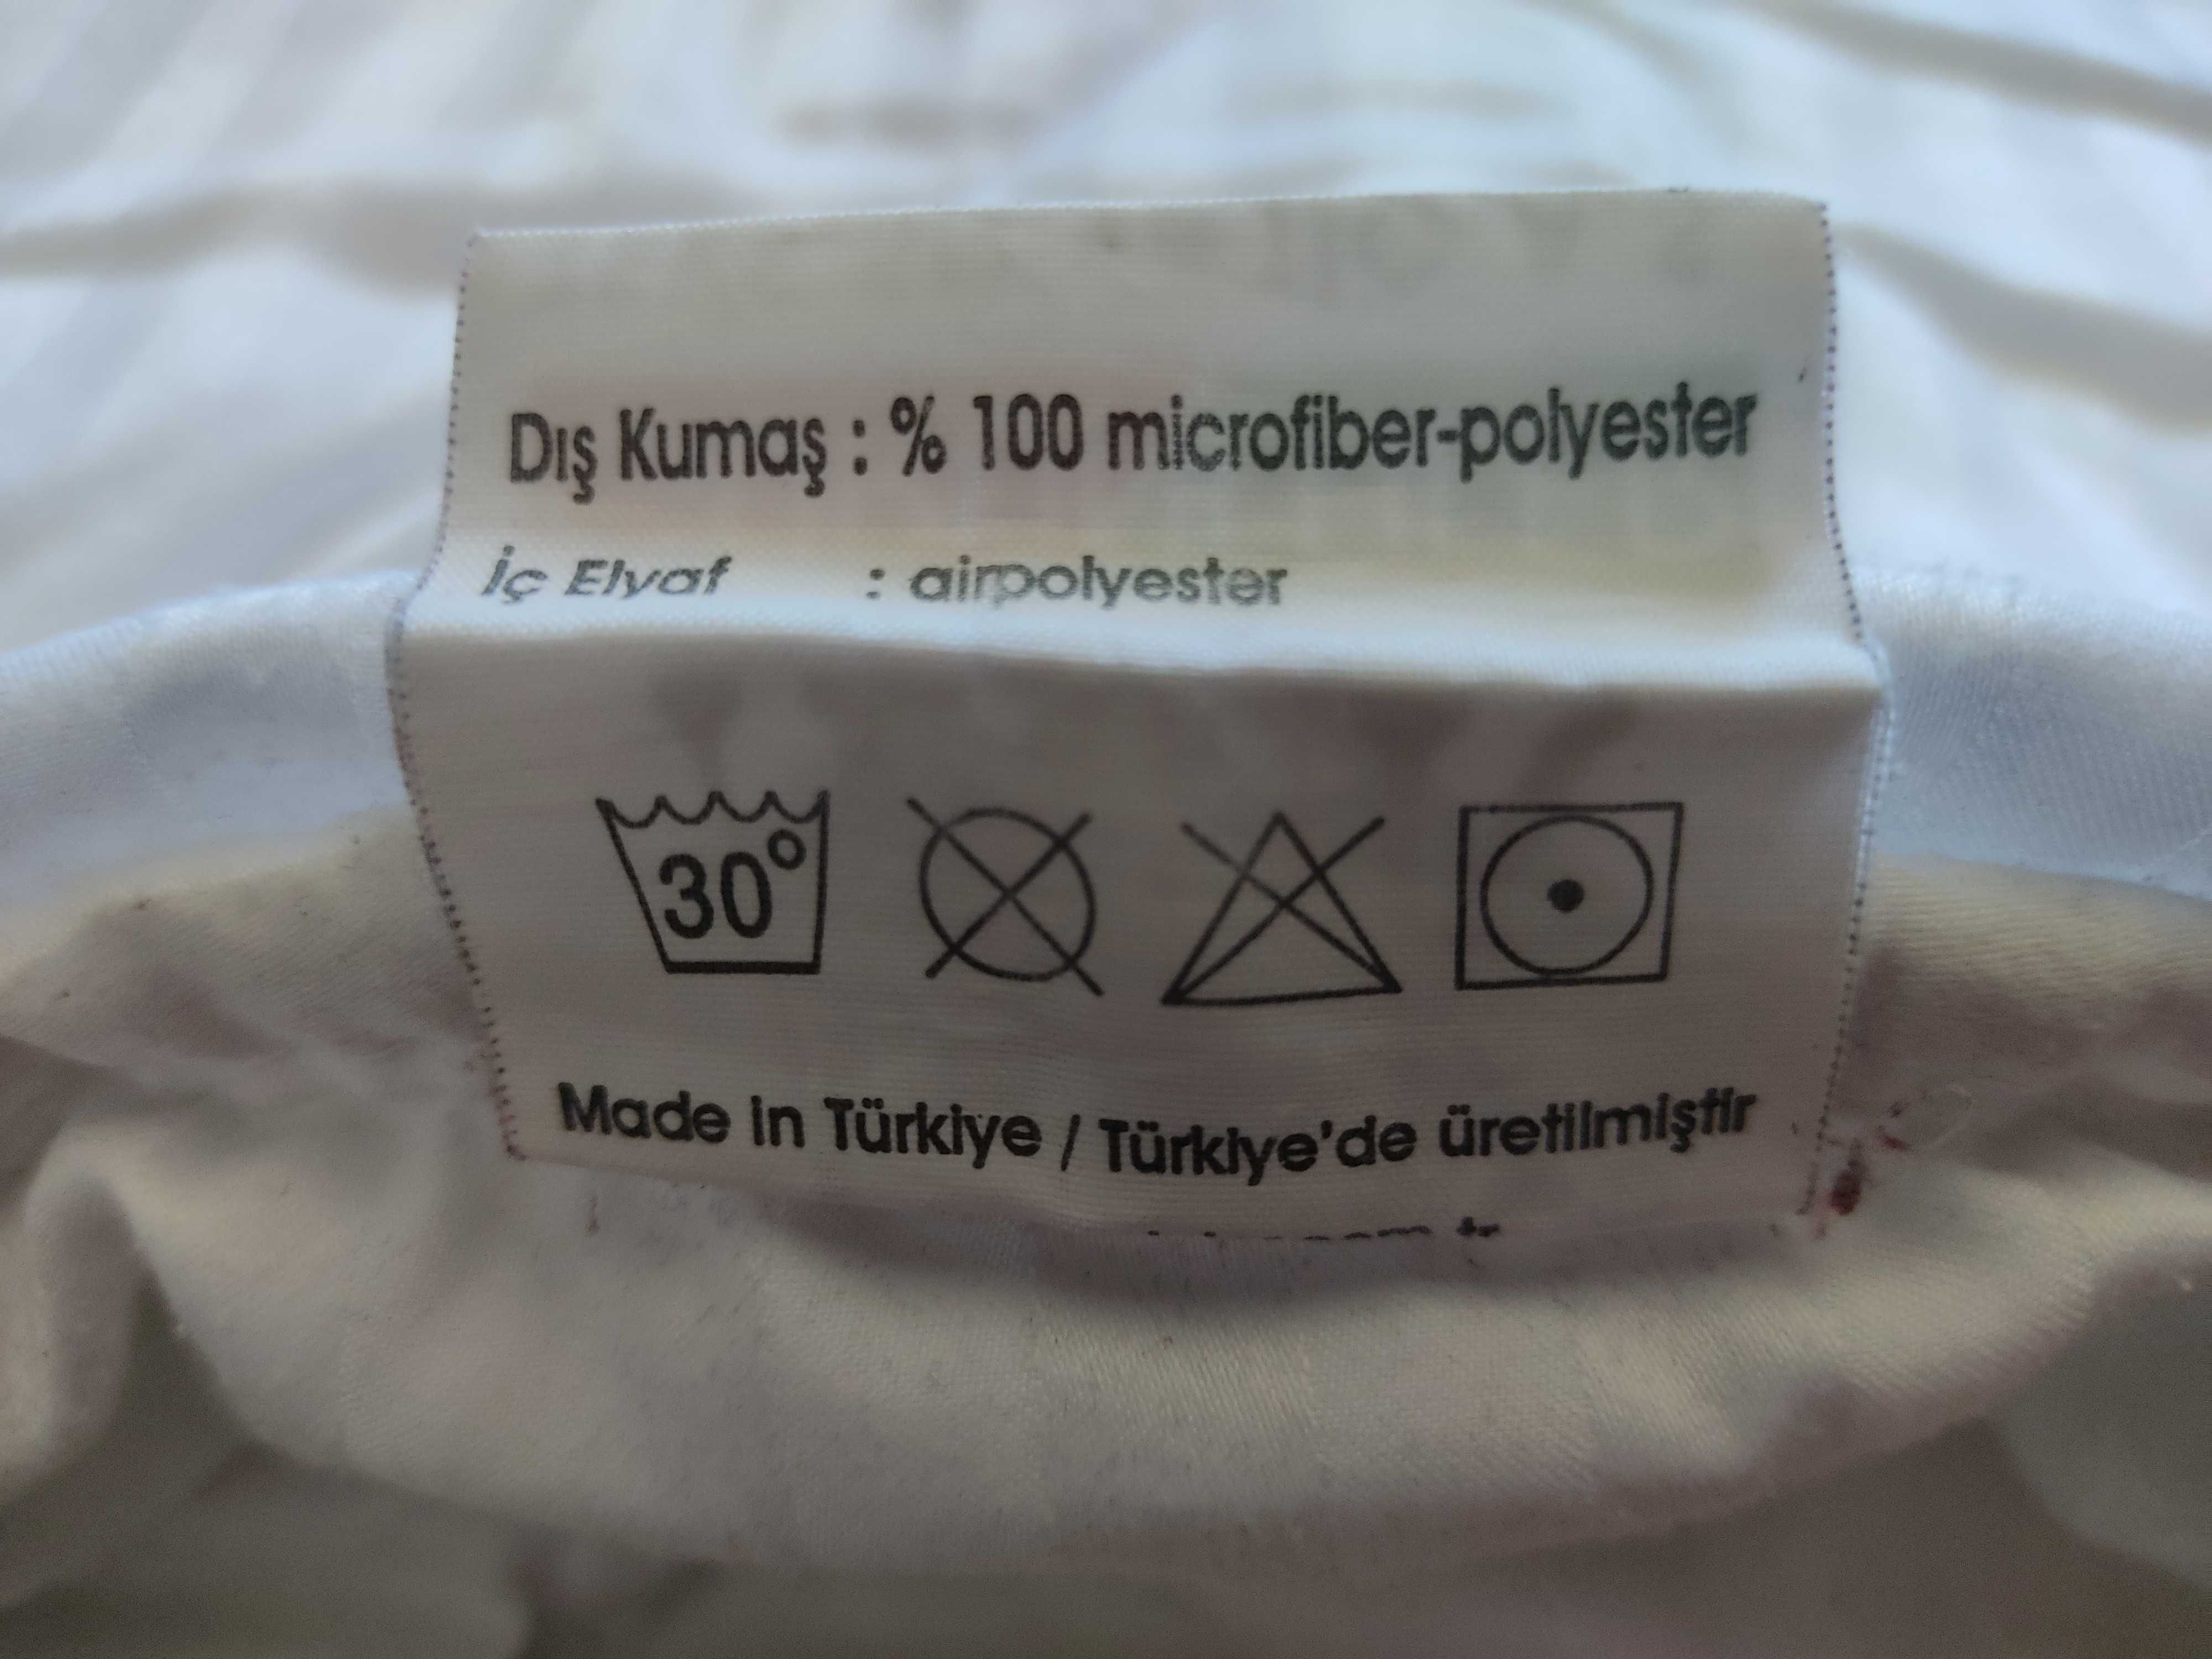 Dış Kumaş : % 100 microfiber-polyester
İç Elyaf : airpolyester
30°
Made in Türkiye / Türkiye'de üretilmiştir